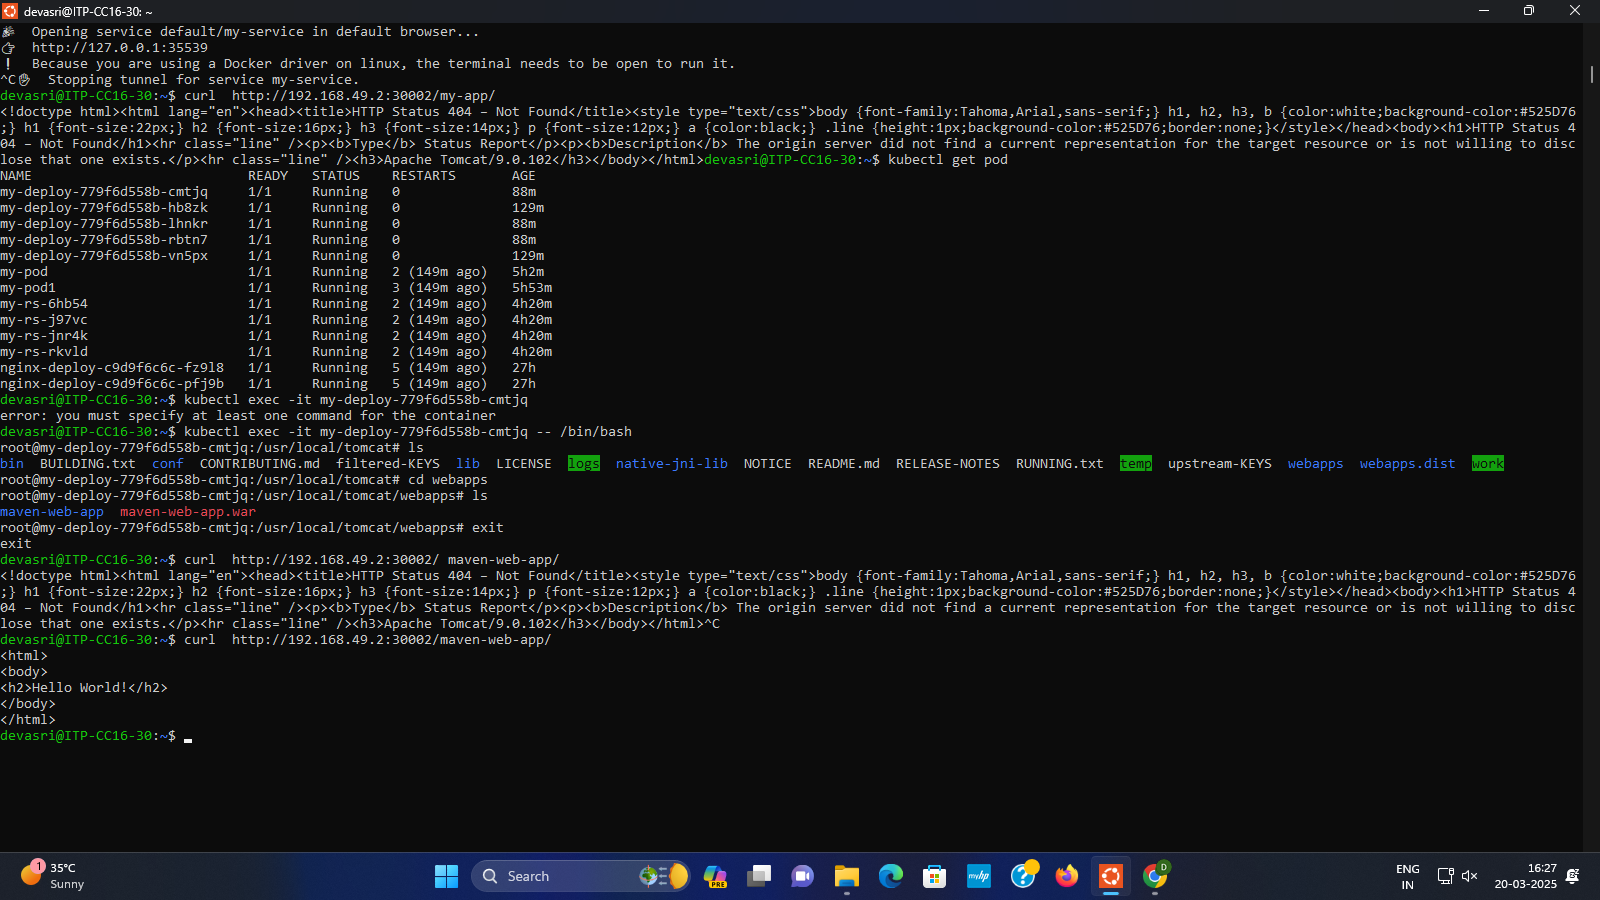 devasri@ITP-CC16-30: ~
Opening service default/my-service in default browser...
http://127.0.0.1:35539
! Because you are using a Docker driver on linux, the terminal needs to be open to run it.
^C Stopping tunnel for service my-service.
devasri@ITP-CC16-30:~$ curl  http://192.168.49.2:30002/my-app/
<!doctype html><html lang="en"><head><title>HTTP Status 404 – Not Found</title><style type="text/css">body {font-family:Tahoma,Arial,sans-serif;} h1, h2, h3, b {color:white;background-color:#525D76
;} h1 {font-size:22px;} h2 {font-size:16px;} h3 {font-size:14px;} p {font-size:12px;} a {color:black;} .line {height:1px;background-color:#525D76;border:none;}</style></head><body><h1>HTTP Status 4
04 – Not Found</h1><hr class="line" /><p><b>Type</b> Status Report</p><p><b>Description</b> The origin server did not find a current representation for the target resource or is not willing to disc
lose that one exists.</p><hr class="line" /><h3>Apache Tomcat/9.0.102</h3></body></html>devasri@ITP-CC16-30:~$ kubectl get pod
NAME                           READY   STATUS    RESTARTS       AGE
my-deploy-779f6d558b-cmtjq     1/1     Running   0              88m
my-deploy-779f6d558b-hb8zk     1/1     Running   0              129m
my-deploy-779f6d558b-lhnkr     1/1     Running   0              88m
my-deploy-779f6d558b-rbtn7     1/1     Running   0              88m
my-deploy-779f6d558b-vn5px     1/1     Running   0              129m
my-pod                         1/1     Running   2 (149m ago)   5h2m
my-pod1                        1/1     Running   3 (149m ago)   5h53m
my-rs-6hb54                    1/1     Running   2 (149m ago)   4h20m
my-rs-j97vc                    1/1     Running   2 (149m ago)   4h20m
my-rs-jnr4k                    1/1     Running   2 (149m ago)   4h20m
my-rs-rkvld                    1/1     Running   2 (149m ago)   4h20m
nginx-deploy-c9d9f6c6c-fz9l8   1/1     Running   5 (149m ago)   27h
nginx-deploy-c9d9f6c6c-pfj9b   1/1     Running   5 (149m ago)   27h
devasri@ITP-CC16-30:~$ kubectl exec -it my-deploy-779f6d558b-cmtjq
error: you must specify at least one command for the container
devasri@ITP-CC16-30:~$ kubectl exec -it my-deploy-779f6d558b-cmtjq -- /bin/bash
root@my-deploy-779f6d558b-cmtjq:/usr/local/tomcat# ls
bin  BUILDING.txt  conf  CONTRIBUTING.md  filtered-KEYS  lib  LICENSE  logs  native-jni-lib  NOTICE  README.md  RELEASE-NOTES  RUNNING.txt  temp  upstream-KEYS  webapps  webapps.dist  work
root@my-deploy-779f6d558b-cmtjq:/usr/local/tomcat# cd webapps
root@my-deploy-779f6d558b-cmtjq:/usr/local/tomcat/webapps# ls
maven-web-app  maven-web-app.war
root@my-deploy-779f6d558b-cmtjq:/usr/local/tomcat/webapps# exit
exit
devasri@ITP-CC16-30:~$ curl  http://192.168.49.2:30002/ maven-web-app/
<!doctype html><html lang="en"><head><title>HTTP Status 404 – Not Found</title><style type="text/css">body {font-family:Tahoma,Arial,sans-serif;} h1, h2, h3, b {color:white;background-color:#525D76
;} h1 {font-size:22px;} h2 {font-size:16px;} h3 {font-size:14px;} p {font-size:12px;} a {color:black;} .line {height:1px;background-color:#525D76;border:none;}</style></head><body><h1>HTTP Status 4
04 – Not Found</h1><hr class="line" /><p><b>Type</b> Status Report</p><p><b>Description</b> The origin server did not find a current representation for the target resource or is not willing to disc
lose that one exists.</p><hr class="line" /><h3>Apache Tomcat/9.0.102</h3></body></html>^C
devasri@ITP-CC16-30:~$ curl  http://192.168.49.2:30002/maven-web-app/
<html>
<body>
<h2>Hello World!</h2>
</body>
</html>
devasri@ITP-CC16-30:~$
1
35°C
Sunny
Search
PRE
myhp
D
ENG
IN
16:27
20-03-2025